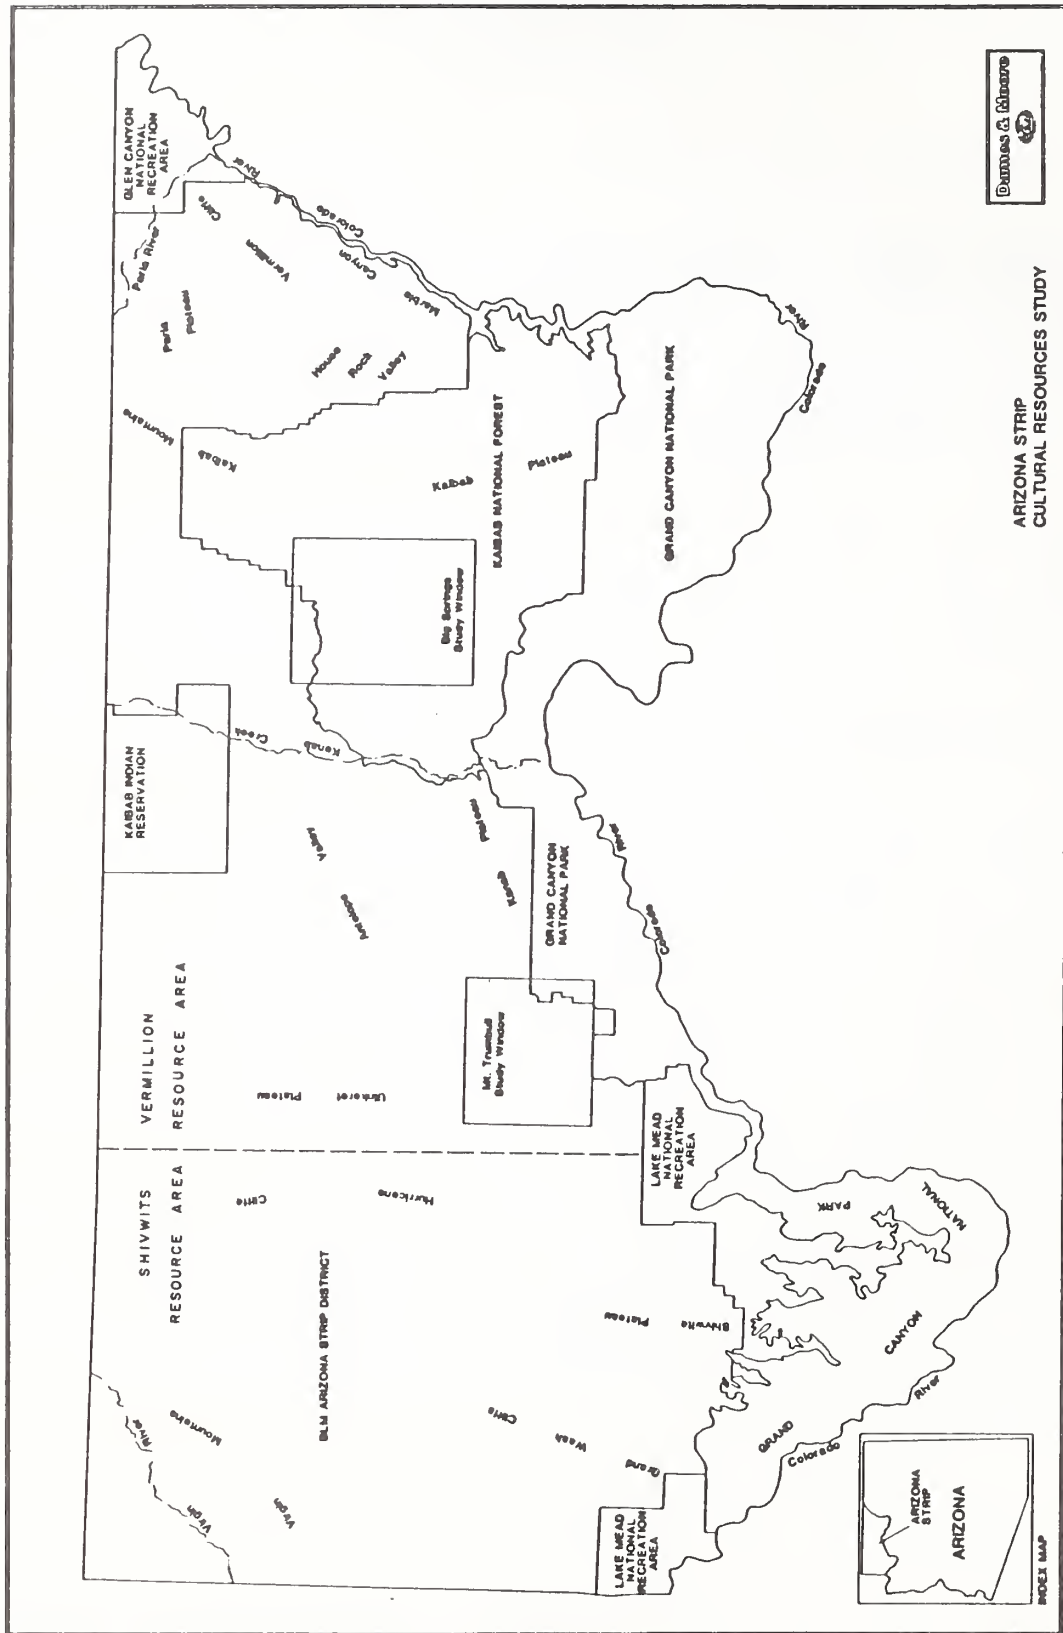 SHIVWITS
RESOURCE AREA
VERMILLION
RESOURCE AREA
KAIBAB INDIAN
RESERVATION
GLEN CANYON
NATIONAL
RECREATION
AREA
Paria River
Paria
Plateau
Cliffs
Vermilion
River
Colorado
Canyon
Marble
House
Rock
Valley
Mountains
Kaibab
Kaibab
Plateau
KAIBAB NATIONAL FOREST
Big Springs
Study Window
Creek
Kanab
Valley
Antelope
Plateau
Kanab
GRAND CANYON
NATIONAL PARK
GRAND CANYON NATIONAL PARK
River
Colorado
River
Colorado
Mt. Trumbull
Study Window
Uinkaret
Plateau
Hurricane
Cliffs
BLM ARIZONA STRIP DISTRICT
River
Virgin
Mountains
Virgin
Cliffs
Wash
Grand
Shivwits
Plateau
LAKE MEAD
NATIONAL
RECREATION
AREA
LAKE MEAD
NATIONAL
RECREATION
AREA
GRAND
CANYON
NATIONAL
PARK
Colorado
River
ARIZONA
STRIP
ARIZONA
INDEX MAP
ARIZONA STRIP
CULTURAL RESOURCES STUDY
Dames & Moore